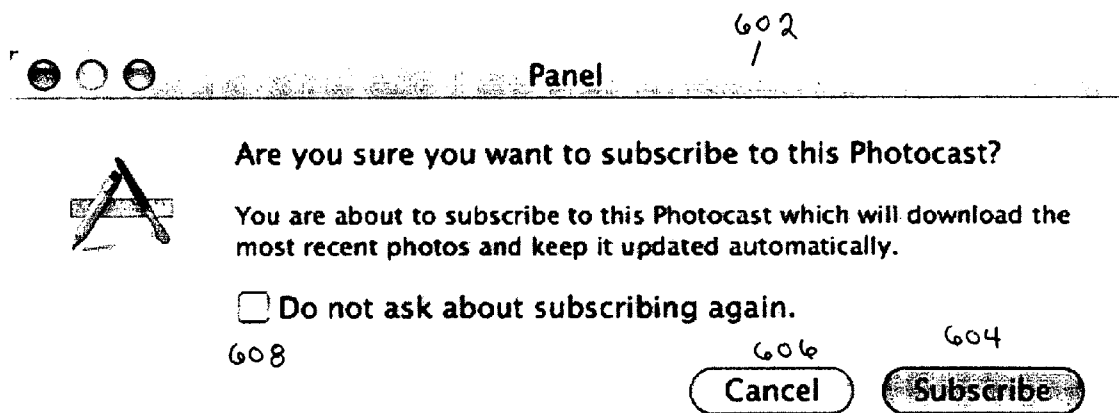 602
Panel
Are you sure you want to subscribe to this Photocast?
You are about to subscribe to this Photocast which will download the
most recent photos and keep it updated automatically.
Do not ask about subscribing again.
608 606 604
Cancel Subscribe